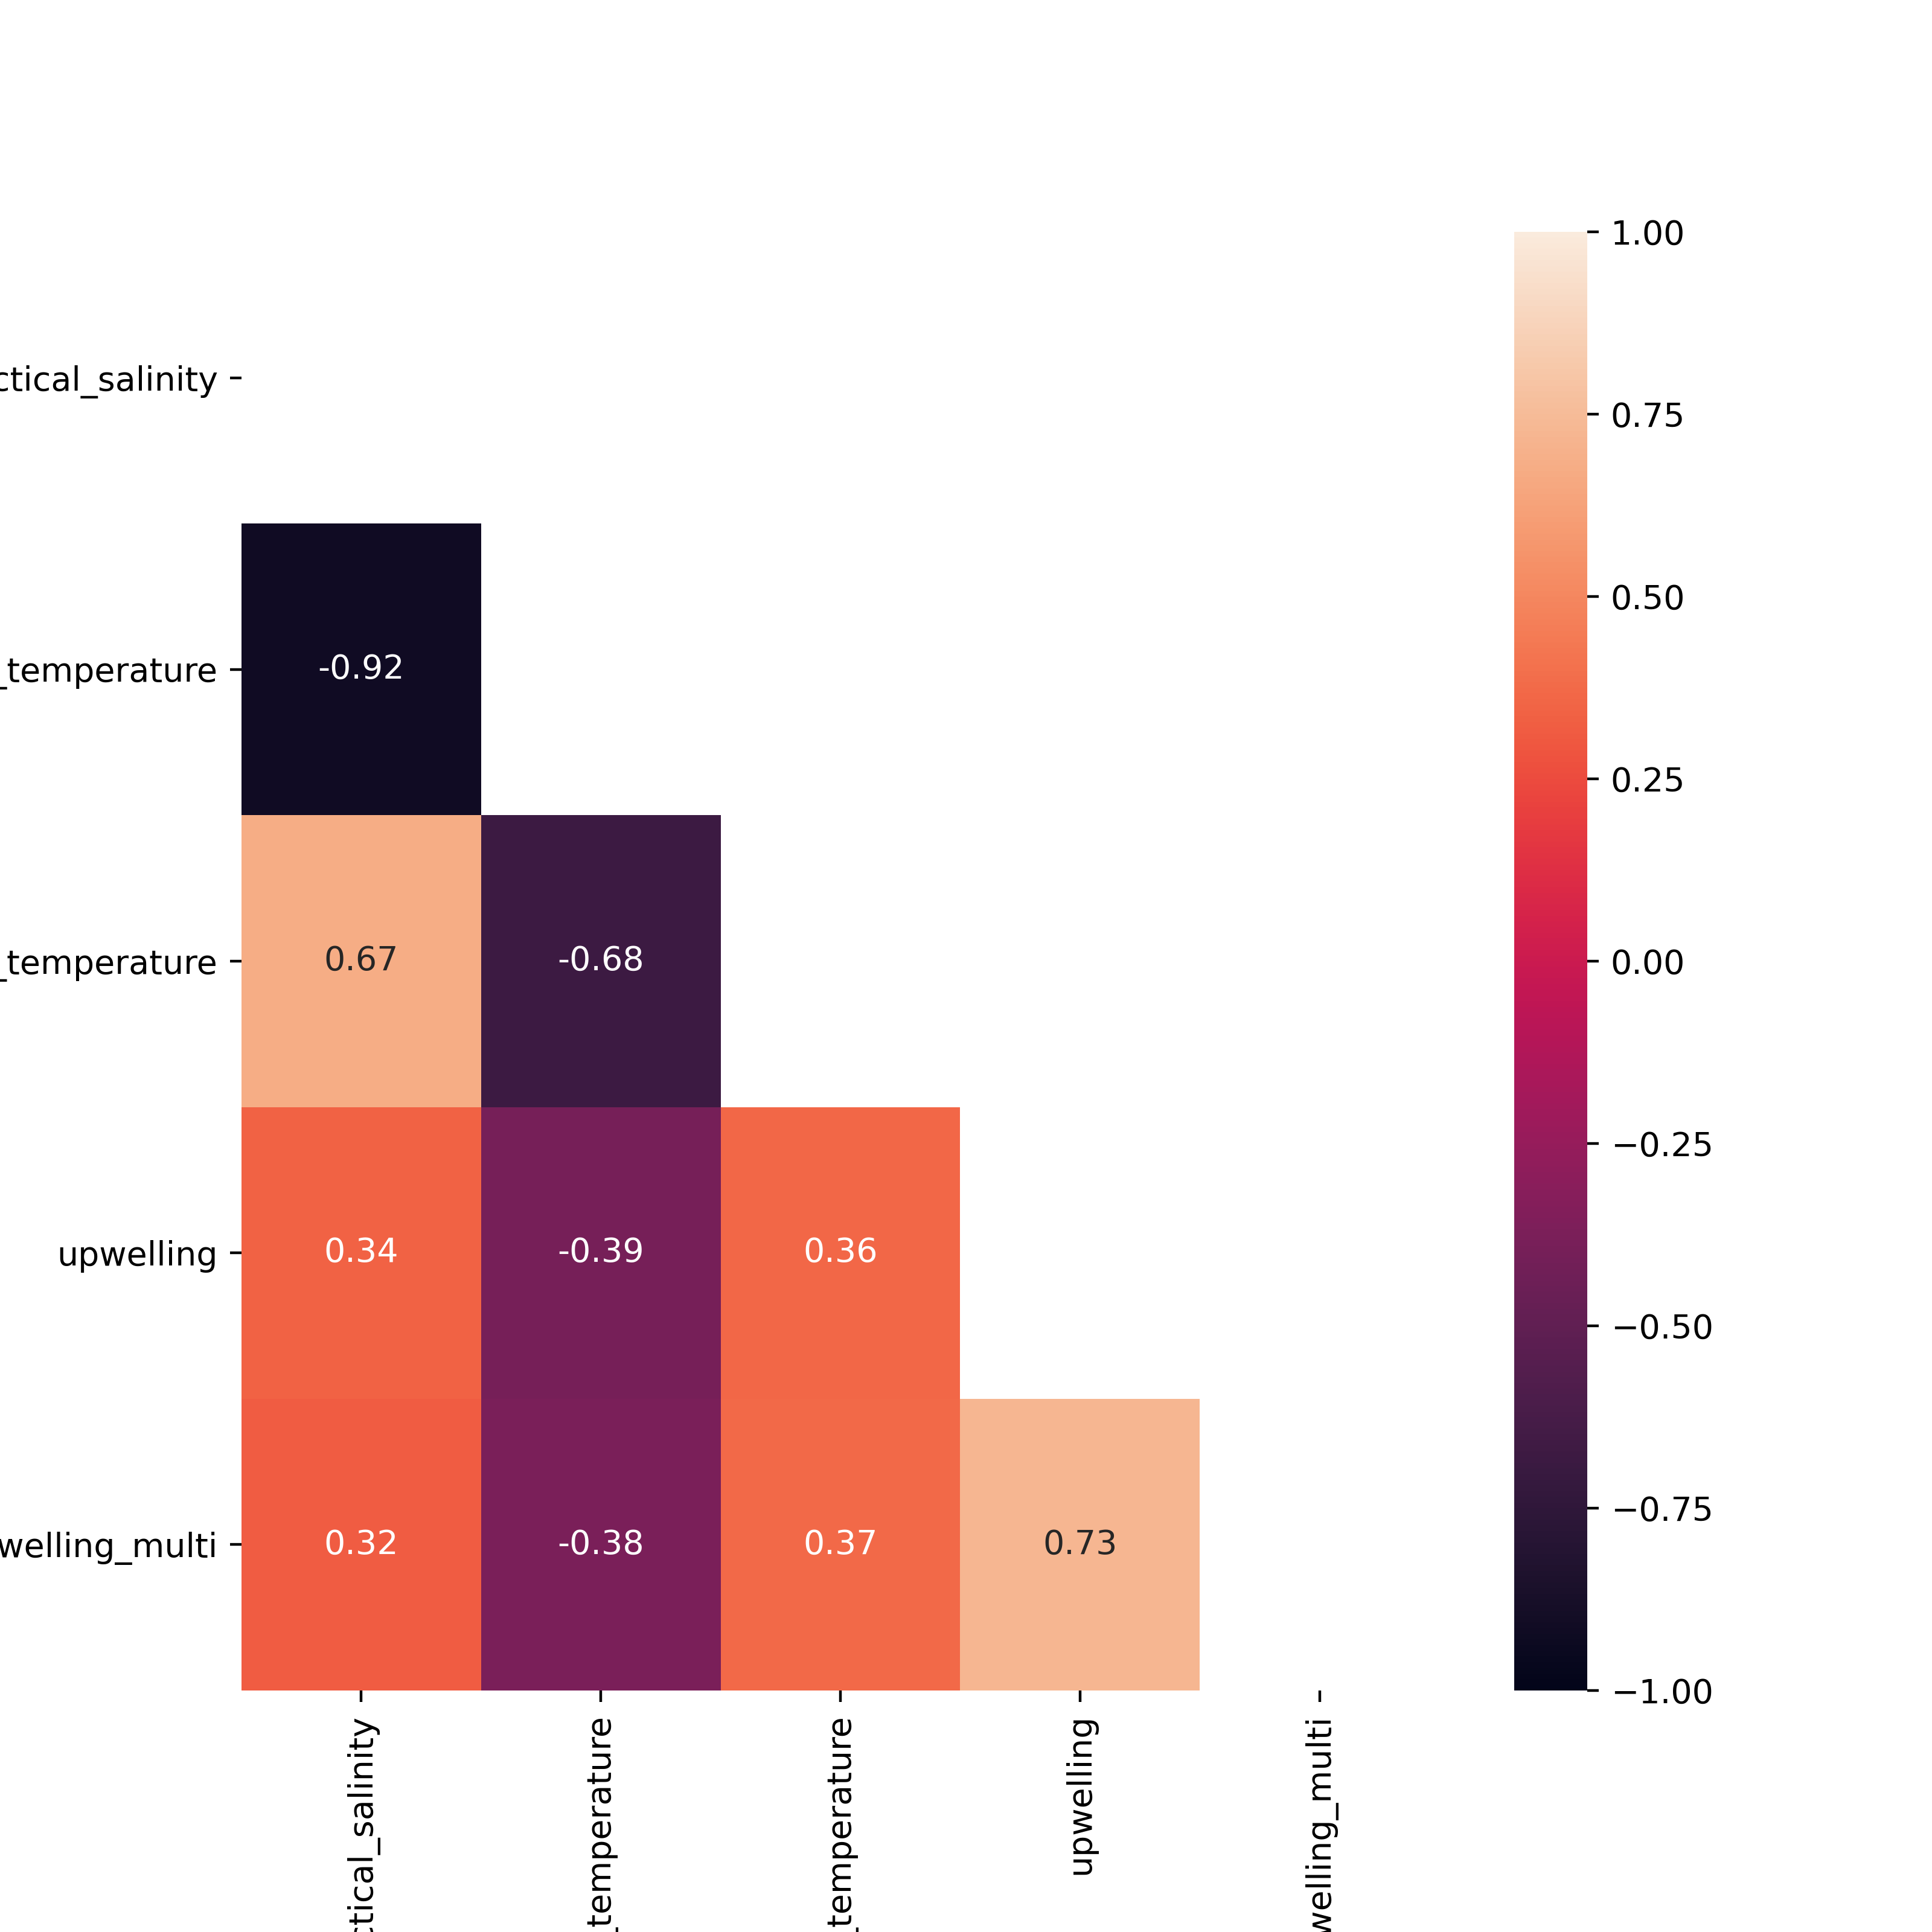 1.00
ctical_salinity
0.75
0.50
_temperature
-0.92
0.25
_temperature
0.67
-0.68
0.00
−0.25
upwelling
0.34
-0.39
0.36
−0.50
welling_multi
0.32
-0.38
0.37
0.73
−0.75
−1.00
ctical_salinity
_temperature
_temperature
upwelling
welling_multi